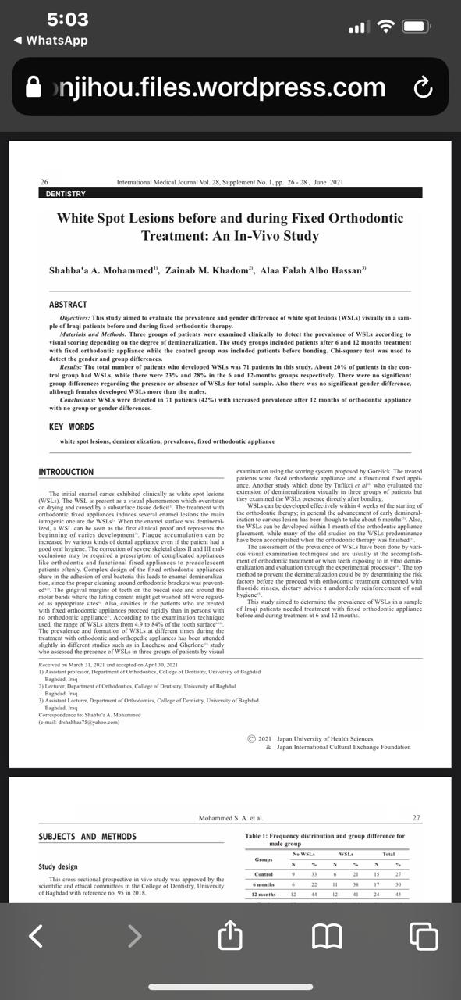 5:03
◀ WhatsApp
njihou.files.wordpress.com
26
International Medical Journal Vol. 28, Supplement No. 1, pp. 26 - 28 , June 2021
DENTISTRY
White Spot Lesions before and during Fixed Orthodontic
Treatment: An In-Vivo Study
Shahba'a A. Mohammed¹⁾, Zainab M. Khadom²⁾, Alaa Falah Albo Hassan³⁾
ABSTRACT
Objectives: This study aimed to evaluate the prevalence and gender difference of white spot lesions (WSLs) visually in a sam-
ple of Iraqi patients before and during fixed orthodontic therapy.
Materials and Methods: Three groups of patients were examined clinically to detect the prevalence of WSLs according to
visual scoring depending on the degree of demineralization. The study groups included patients after 6 and 12 months treatment
with fixed orthodontic appliance while the control group was included patients before bonding. Chi-square test was used to
detect the gender and group differences.
Results: The total number of patients who developed WSLs was 71 patients in this study. About 20% of patients in the con-
trol group had WSLs, while there were 23% and 28% in the 6 and 12-months groups respectively. There were no significant
group differences regarding the presence or absence of WSLs for total sample. Also there was no significant gender difference,
although females developed WSLs more than the males.
Conclusions: WSLs were detected in 71 patients (42%) with increased prevalence after 12 months of orthodontic appliance
with no group or gender differences.
KEY WORDS
white spot lesions, demineralization, prevalence, fixed orthodontic appliance
INTRODUCTION
The initial enamel caries exhibited clinically as white spot lesions
(WSLs). The WSL is present as a visual phenomenon which overstates
on drying and caused by a subsurface tissue deficit. The treatment with
orthodontic fixed appliances induces several enamel lesions the main
iatrogenic one are the WSLs. When the enamel surface was demineral-
ized, a WSL can be seen as the first clinical proof and represents the
beginning of caries development. Plaque accumulation can be
increased by various kinds of dental appliance even if the patient had a
good oral hygiene. The correction of severe skeletal class II and III mal-
occlusions may be required a prescription of complicated appliances
like orthodontic and functional fixed appliances to preadolescent
patients oftenly. Complex design of the fixed orthodontic appliances
share in the adhesion of oral bacteria this leads to enamel demineraliza-
tion, since the proper cleaning around orthodontic brackets was prevent-
ed. The gingival margins of teeth on the buccal side and around the
molar bands where the luting cement might get washed off were regard-
ed as appropriate sites. Also, cavities in the patients who are treated
with fixed orthodontic appliances proceed rapidly than in persons with
no orthodontic appliance. According to the examination technique
used, the range of WSLs alters from 4.9 to 84% of the tooth surface.
The prevalence and formation of WSLs at different times during the
treatment with orthodontic and orthopedic appliances has been attended
slightly in different studies such as in Lucchese and Gherlone study
who assessed the presence of WSLs in three groups of patients by visual
examination using the scoring system proposed by Gorelick. The treated
patients wore fixed orthodontic appliance and a functional fixed appli-
ance. Another study which done by Tufikci et al who evaluated the
extension of demineralization visually in three groups of patients but
they examined the WSLs presence directly after bonding.
WSLs can be developed effectively within 4 weeks of the starting of
the orthodontic therapy; in general the advancement of early demineral-
ization to carious lesion has been though to take about 6 months. Also,
the WSLs can be developed within 1 month of the orthodontic appliance
placement, while many of the old studies on the WSLs predominance
have been accomplished when the orthodontic therapy was finished.
The assessment of the prevalence of WSLs have been done by vari-
ous visual examination techniques and are usually at the accomplish-
ment of orthodontic treatment or when teeth exposing to in vitro demin-
eralization and evaluation through the experimental processes. The top
method to prevent the demineralization could be by determining the risk
factors before the proceed with orthodontic treatment connected with
fluoride rinses, dietary advice t andorderly reinforcement of oral
hygiene.
This study aimed to determine the prevalence of WSLs in a sample
of Iraqi patients needed treatment with fixed orthodontic appliance
before and during treatment at 6 and 12 months.
Received on March 31, 2021 and accepted on April 30, 2021
1) Assistant professor, Department of Orthodontics, College of Dentistry, University of Baghdad
Baghdad, Iraq
2) Lecturer, Department of Orthodontics, College of Dentistry, University of Baghdad
Baghdad, Iraq
3) Assistant Lecturer, Department of Orthodontics, College of Dentistry, University of Baghdad
Baghdad, Iraq
Correspondence to: Shahba'a A. Mohammed
(e-mail: drshahbaa75@yahoo.com)
© 2021 Japan University of Health Sciences
& Japan International Cultural Exchange Foundation
Mohammed S. A. et al.
27
SUBJECTS AND METHODS
Study design
This cross-sectional prospective in-vivo study was approved by the
scientific and ethical committees in the College of Dentistry, University
of Baghdad with reference no. 95 in 2018.
Table 1: Frequency distribution and group difference for
male group
Groups No WSLs WSLs Total
N % N % N %
Control 9 33 6 21 15 27
6 months 6 22 11 38 17 30
12 months 12 44 12 41 24 43